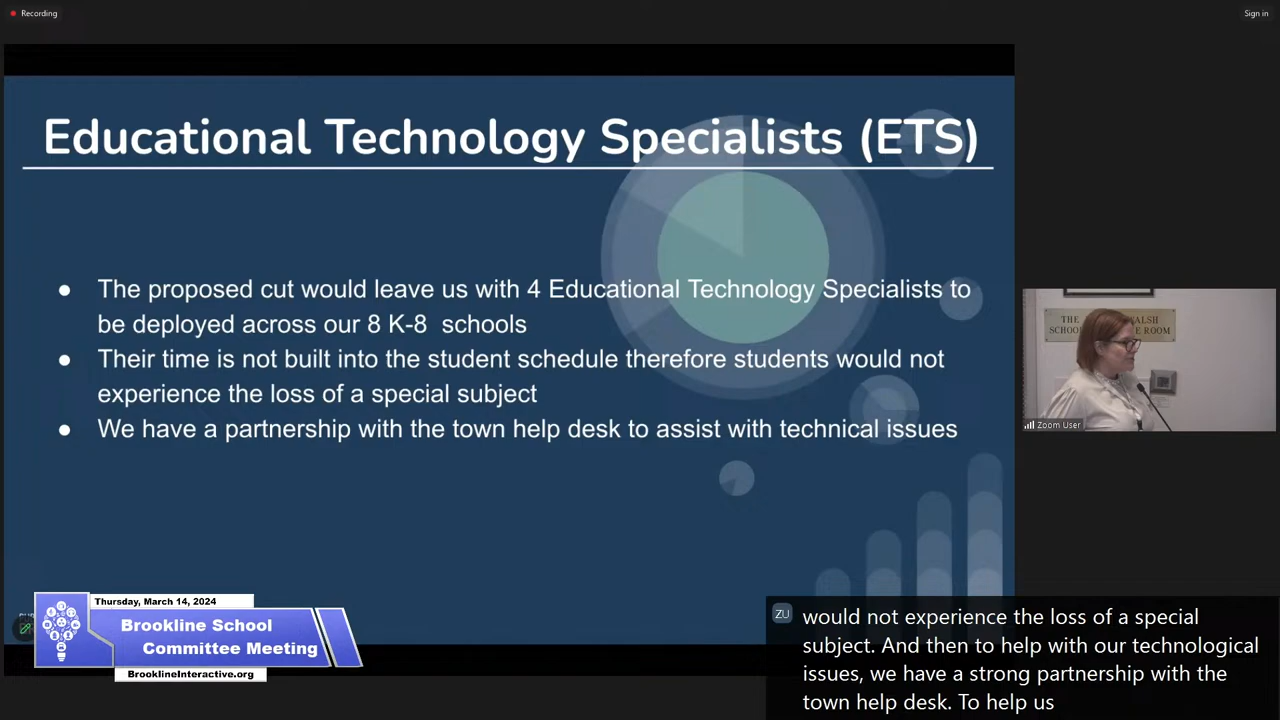 Recording
Sign in
Educational Technology Specialists (ETS)
● The proposed cut would leave us with 4 Educational Technology Specialists to
be deployed across our 8 K-8 schools
● Their time is not built into the student schedule therefore students would not
experience the loss of a special subject
● We have a partnership with the town help desk to assist with technical issues
SCHOO
E ROOM
Zoom User
Thursday, March 14, 2024
Brookline School
Committee Meeting
BrooklineInteractive.org
ZU
would not experience the loss of a special
subject. And then to help with our technological
issues, we have a strong partnership with the
town help desk. To help us